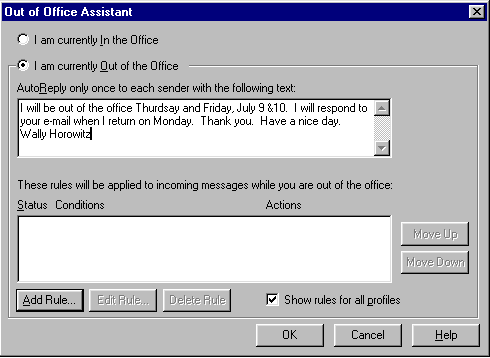 Out of Office Assistant
I am currently In the Office
I am currently Out of the Office
AutoReply only once to each sender with the following text:
I will be out of the office Thurdsay and Friday, July 9 &10.  I will respond to
your e-mail when I return on Monday.  Thank you.  Have a nice day.
Wally Horowitz
These rules will be applied to incoming messages while you are out of the office:
Status Conditions Actions
Move Up
Move Down
Add Rule... Edit Rule... Delete Rule Show rules for all profiles
OK Cancel Help